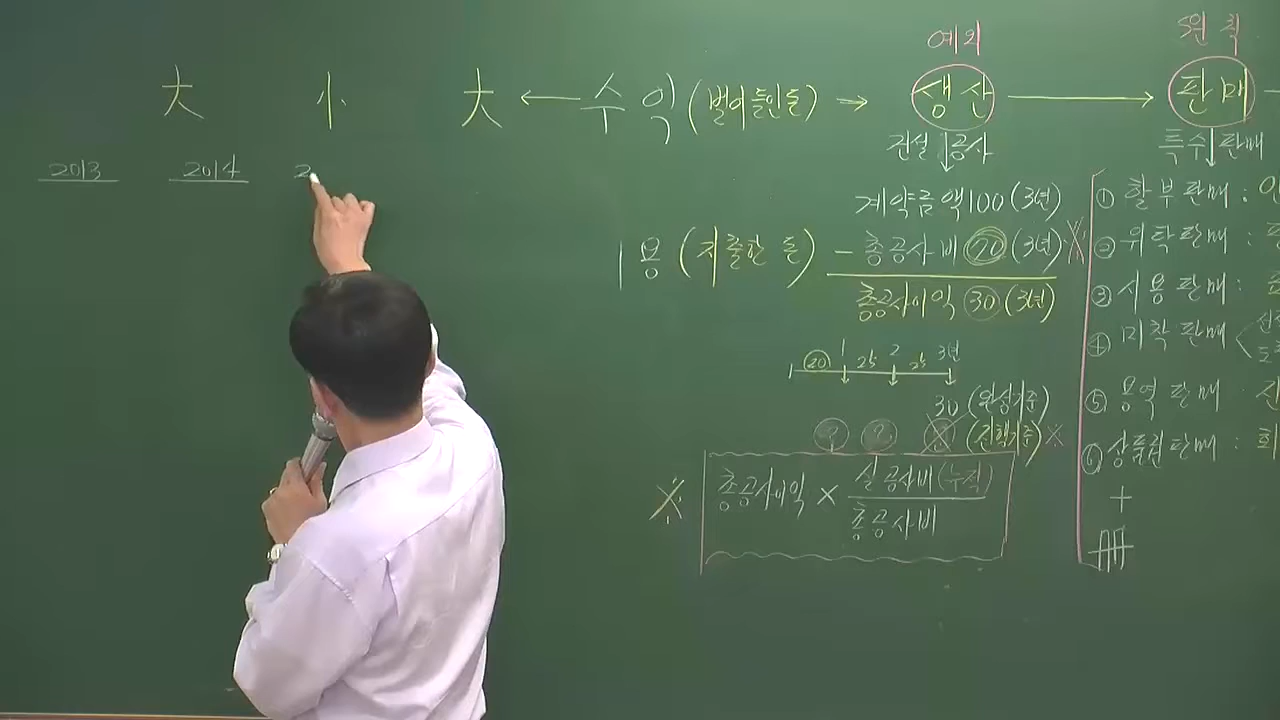 예외
원칙
大 小 大 ← 수익 (벌어들인 돈) → 생산 → 판매
건설 ↓ 공사
특수 ↓ 판매
2013 2014 2
계약금액 100 (3년)
용 (지출한 돈) - 총공사비 70 (3년)
총공사이익 30 (3년)
1 2 3년
20 25 25
30 (완성기준)
? ? (진행기준) ×
※ 총공사이익 × 실공사비(누적)
총공사비
① 할부판매 :
② 위탁판매 :
③ 시용판매 :
④ 미착판매
⑤ 용역판매
⑥ 상품권판매 :
+